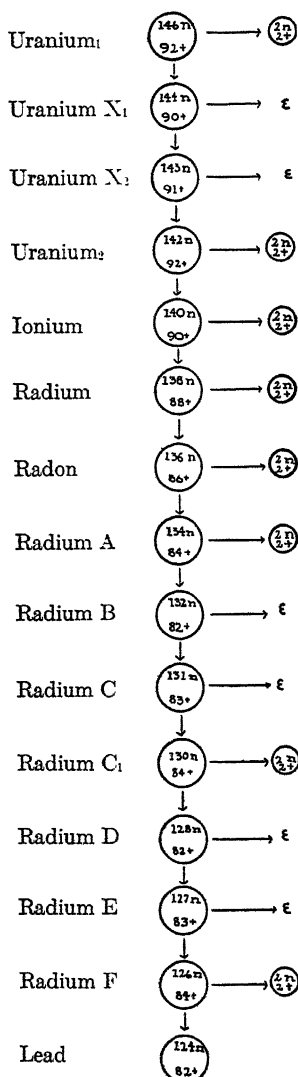 Uranium₁ 146n 92+ 2n 2+
Uranium X₁ 144n 90+ ε
Uranium X₂ 143n 91+ ε
Uranium₂ 142n 92+ 2n 2+
Ionium 140n 90+ 2n 2+
Radium 138n 88+ 2n 2+
Radon 136n 86+ 2n 2+
Radium A 134n 84+ 2n 2+
Radium B 132n 82+ ε
Radium C 131n 83+ ε
Radium C₁ 130n 84+ 2n 2+
Radium D 128n 82+ ε
Radium E 127n 83+ ε
Radium F 126n 84+ 2n 2+
Lead 124n 82+